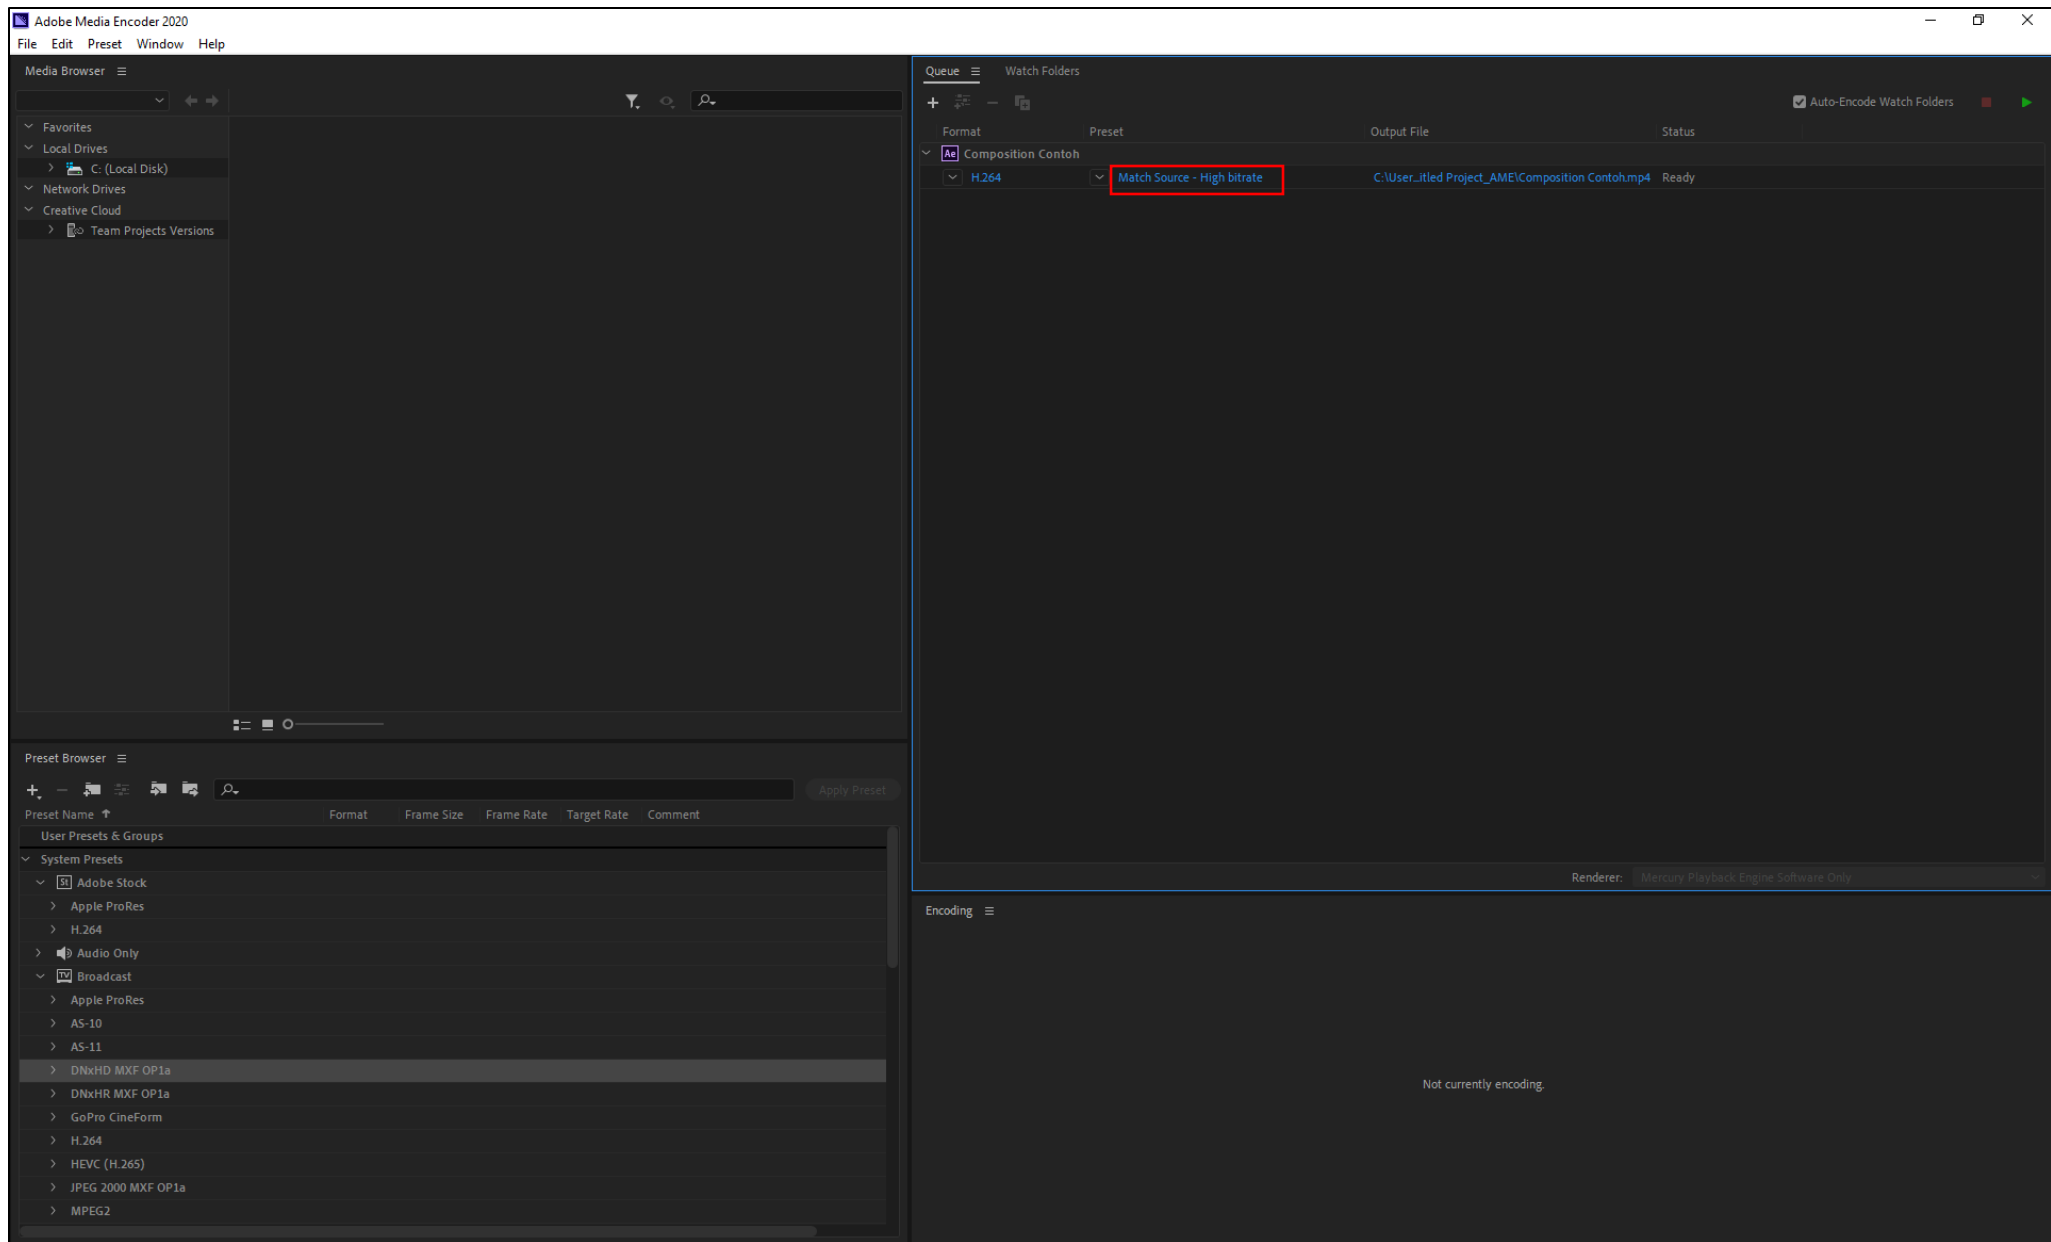 Adobe Media Encoder 2020
File Edit Preset Window Help
Media Browser
Favorites
Local Drives
C: (Local Disk)
Network Drives
Creative Cloud
Team Projects Versions
Queue Watch Folders
Auto-Encode Watch Folders
Format Preset Output File Status
Ae Composition Contoh
H.264 Match Source - High bitrate C:\User...itled Project_AME\Composition Contoh.mp4 Ready
Renderer: Mercury Playback Engine Software Only
Preset Browser
Apply Preset
Preset Name Format Frame Size Frame Rate Target Rate Comment
User Presets & Groups
System Presets
St Adobe Stock
Apple ProRes
H.264
Audio Only
TV Broadcast
Apple ProRes
AS-10
AS-11
DNxHD MXF OP1a
DNxHR MXF OP1a
GoPro CineForm
H.264
HEVC (H.265)
JPEG 2000 MXF OP1a
MPEG2
Encoding
Not currently encoding.